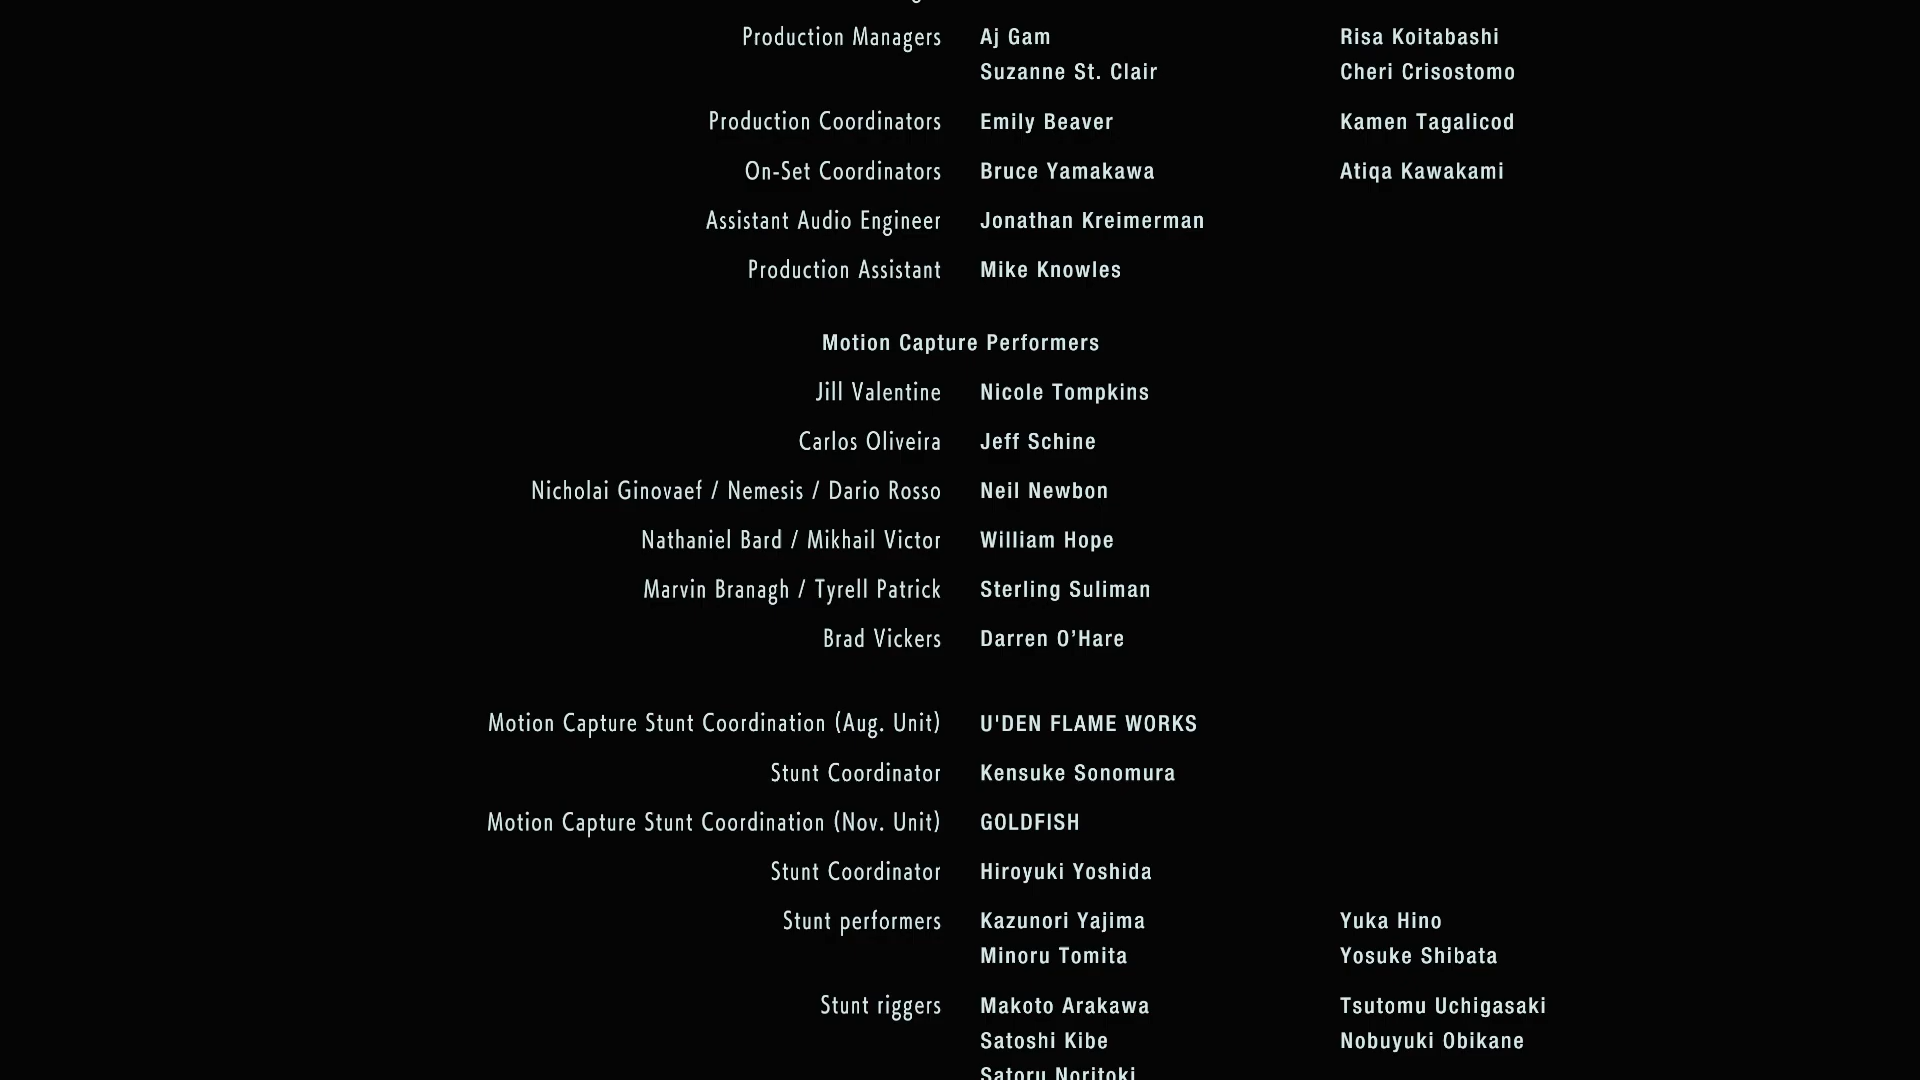 Production Managers Aj Gam Risa Koitabashi
Suzanne St. Clair Cheri Crisostomo
Production Coordinators Emily Beaver Kamen Tagalicod
On-Set Coordinators Bruce Yamakawa Atiqa Kawakami
Assistant Audio Engineer Jonathan Kreimerman
Production Assistant Mike Knowles
Motion Capture Performers
Jill Valentine Nicole Tompkins
Carlos Oliveira Jeff Schine
Nicholai Ginovaef / Nemesis / Dario Rosso Neil Newbon
Nathaniel Bard / Mikhail Victor William Hope
Marvin Branagh / Tyrell Patrick Sterling Suliman
Brad Vickers Darren O’Hare
Motion Capture Stunt Coordination (Aug. Unit) U'DEN FLAME WORKS
Stunt Coordinator Kensuke Sonomura
Motion Capture Stunt Coordination (Nov. Unit) GOLDFISH
Stunt Coordinator Hiroyuki Yoshida
Stunt performers Kazunori Yajima Yuka Hino
Minoru Tomita Yosuke Shibata
Stunt riggers Makoto Arakawa Tsutomu Uchigasaki
Satoshi Kibe Nobuyuki Obikane
Satoru Noritoki